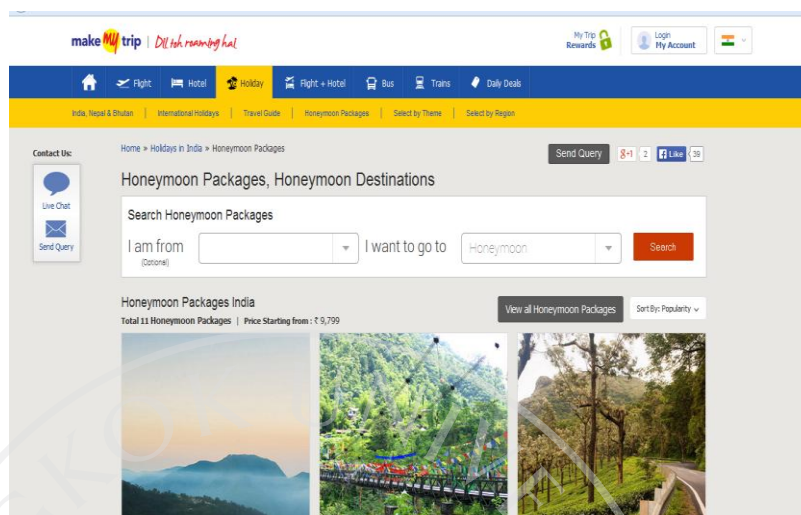 make My trip | Dil toh roaming hai
My Trip
Rewards
Login
My Account
Flight
Hotel
Holiday
Flight + Hotel
Bus
Trains
Daily Deals
India, Nepal & Bhutan | International Holidays | Travel Guide | Honeymoon Packages | Select by Theme | Select by Region
Contact Us:
Live Chat
Send Query
Home » Holidays in India » Honeymoon Packages
Send Query
g+1 2
f Like 39
Honeymoon Packages, Honeymoon Destinations
Search Honeymoon Packages
I am from
(Optional)
I want to go to
Honeymoon
Search
Honeymoon Packages India
Total 11 Honeymoon Packages | Price Starting from : ₹ 9,799
View all Honeymoon Packages
Sort By: Popularity